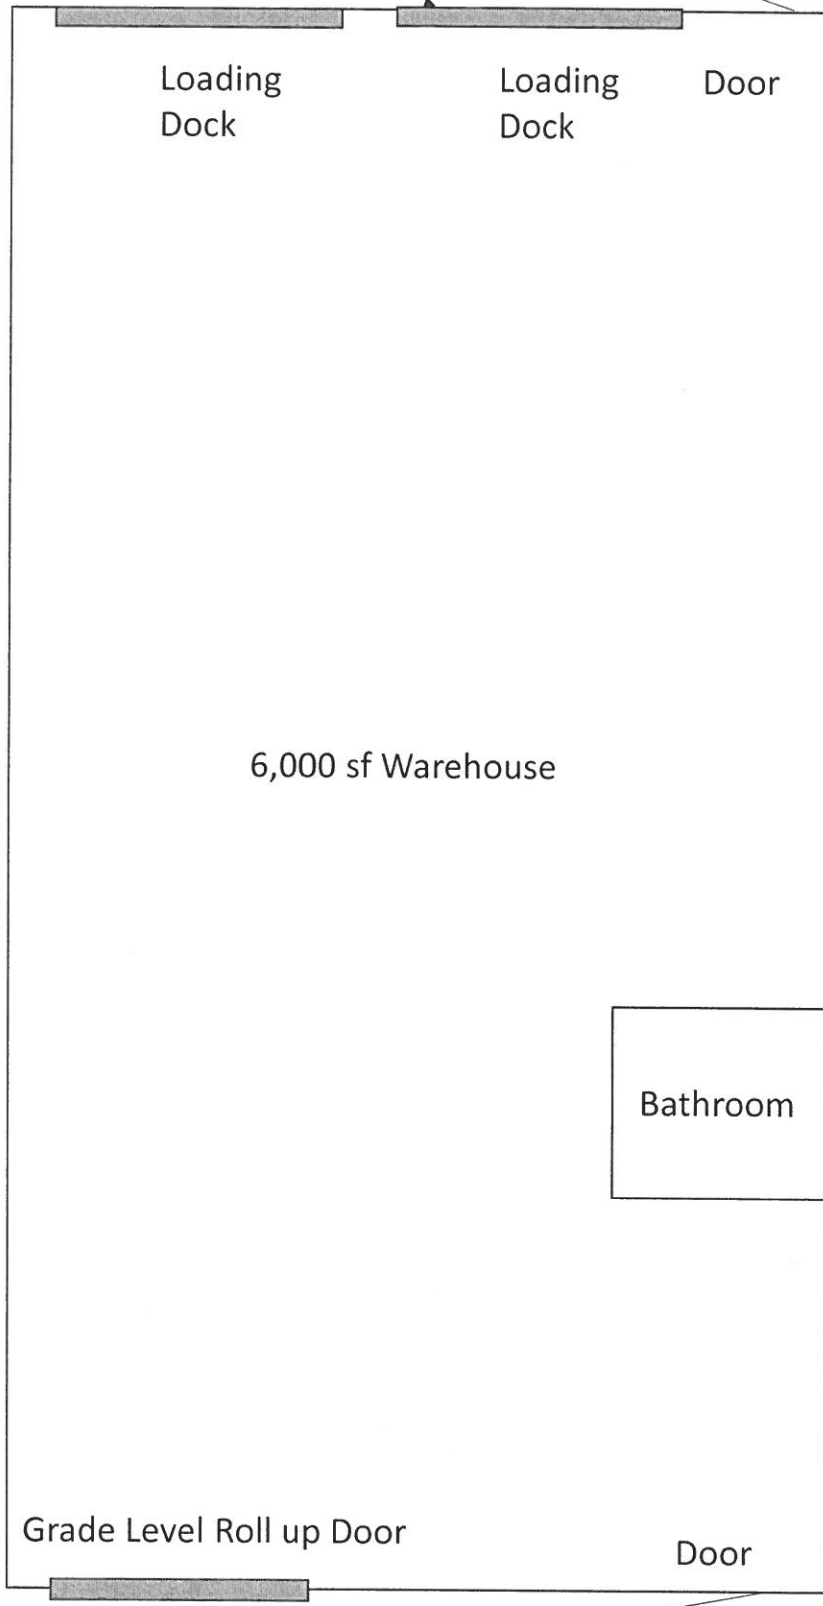 Loading
Dock
Loading
Dock
Door
6,000 sf Warehouse
Bathroom
Grade Level Roll up Door
Door